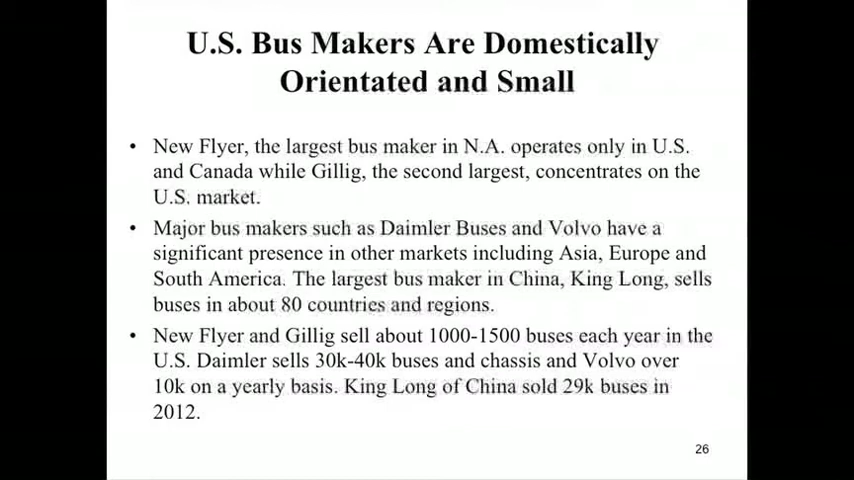 U.S. Bus Makers Are Domestically
Orientated and Small
• New Flyer, the largest bus maker in N.A. operates only in U.S.
and Canada while Gillig, the second largest, concentrates on the
U.S. market.
• Major bus makers such as Daimler Buses and Volvo have a
significant presence in other markets including Asia, Europe and
South America. The largest bus maker in China, King Long, sells
buses in about 80 countries and regions.
• New Flyer and Gillig sell about 1000-1500 buses each year in the
U.S. Daimler sells 30k-40k buses and chassis and Volvo over
10k on a yearly basis. King Long of China sold 29k buses in
2012.
26